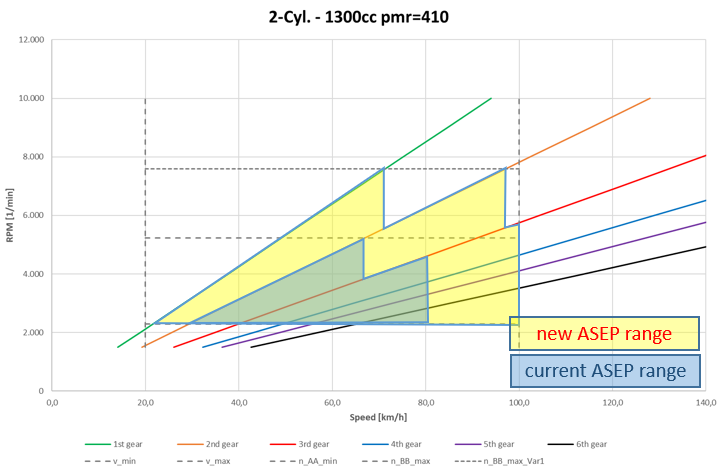 2-Cyl. - 1300cc pmr=410
12.000
10.000
8.000
6.000
4.000
2.000
0
RPM [1/min]
0,0 20,0 40,0 60,0 80,0 100,0 120,0 140,0
Speed [km/h]
new ASEP range
current ASEP range
1st gear 2nd gear 3rd gear 4th gear 5th gear 6th gear
v_min v_max n_AA_min n_BB_max n_BB_max_Var1